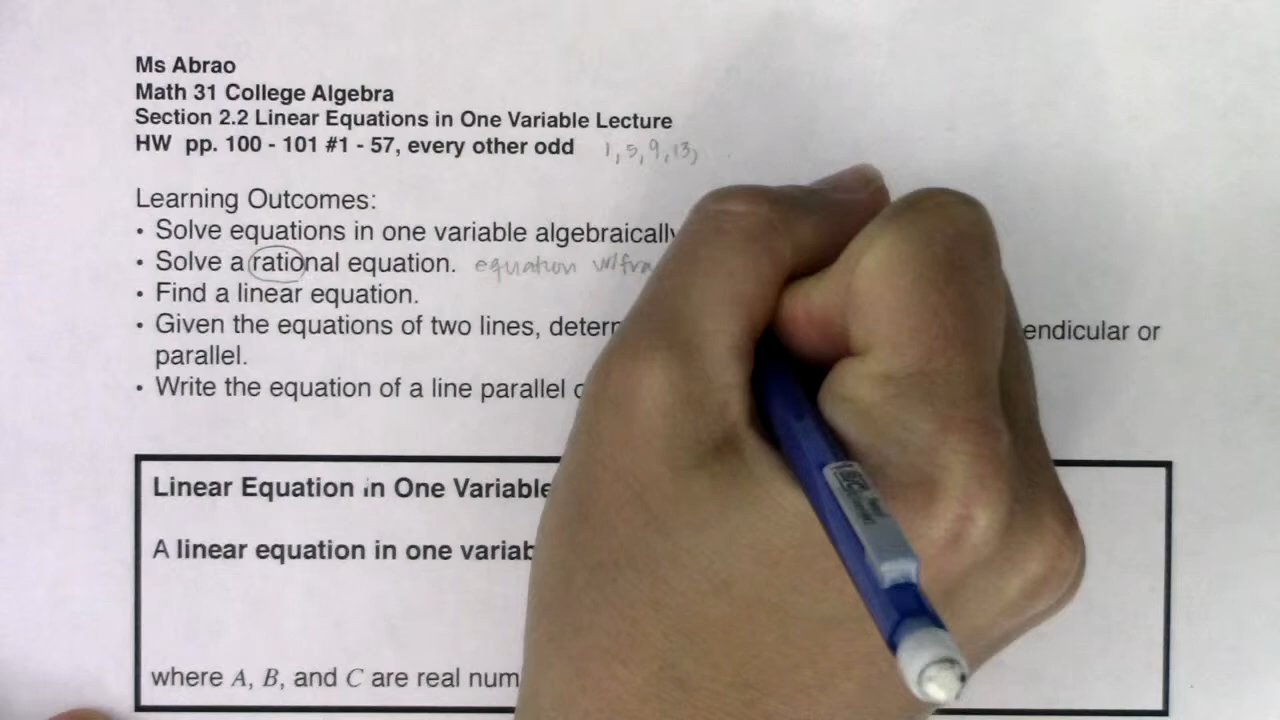 Ms Abrao
Math 31 College Algebra
Section 2.2 Linear Equations in One Variable Lecture
HW pp. 100 - 101 #1 - 57, every other odd 1, 5, 9, 13,
Learning Outcomes:
• Solve equations in one variable algebraically
• Solve a rational equation. equation w/fra
• Find a linear equation.
• Given the equations of two lines, determ endicular or
parallel.
• Write the equation of a line parallel
Linear Equation in One Variable
A linear equation in one variab
where A, B, and C are real num